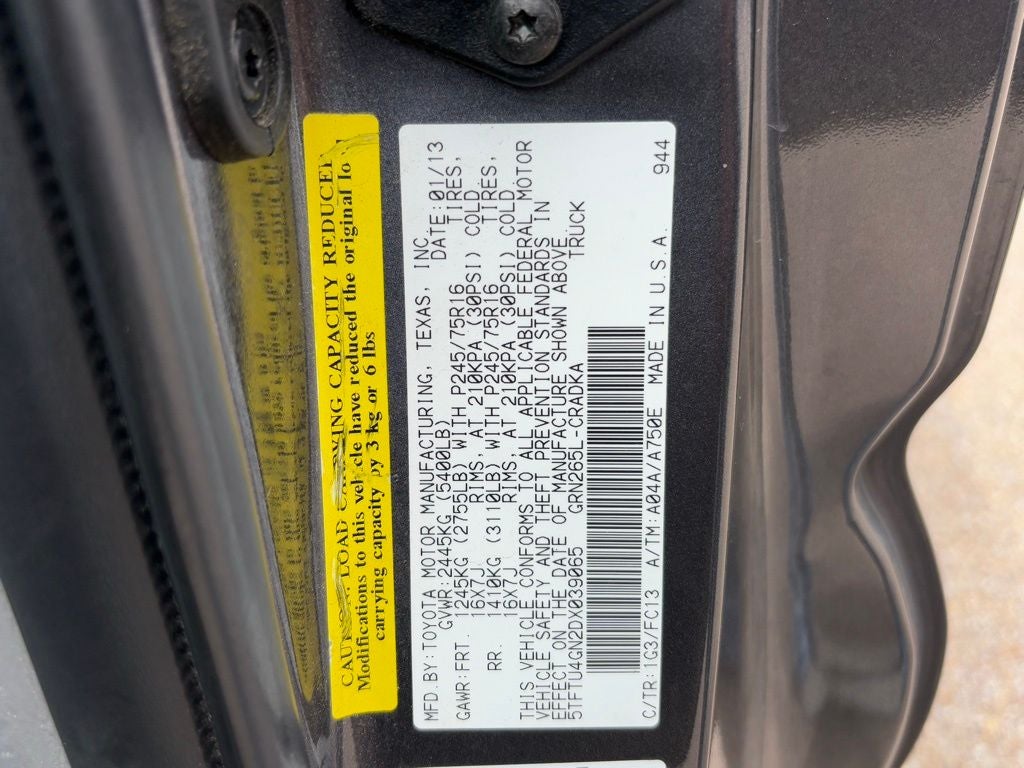 CAUTION: LOAD CARRYING CAPACITY REDUCED
Modifications to this vehicle have reduced the original lo
carrying capacity by 3 kg or 6 lbs
MFD.BY:TOYOTA MOTOR MANUFACTURING, TEXAS, INC DATE:01/13
GVWR:2445KG (5400LB)
GAWR:FRT. 1245KG (2755LB) WITH P245/75R16 TIRES,
16X7J RIMS,AT 210KPA (30PSI) COLD
RR. 1410KG (3110LB) WITH P245/75R16 TIRES,
16X7J RIMS, AT 210KPA (30PSI) COLD
THIS VEHICLE CONFORMS TO ALL APPLICABLE FEDERAL MOTOR
VEHICLE SAFETY AND THEFT PREVENTION STANDARDS IN
EFFECT ON THE DATE OF MANUFACTURE SHOWN ABOVE
5TFTU4GN2DX039665 GRN265L-CRADKA TRUCK
C/TR:1G3/FC13 A/TM:A04A/A750E MADE IN U.S.A. 944